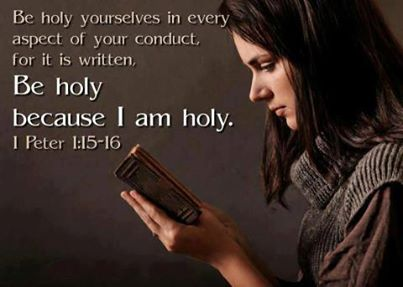 Be holy yourselves in every
aspect of your conduct,
for it is written,
Be holy
because I am holy.
1 Peter 1:15-16